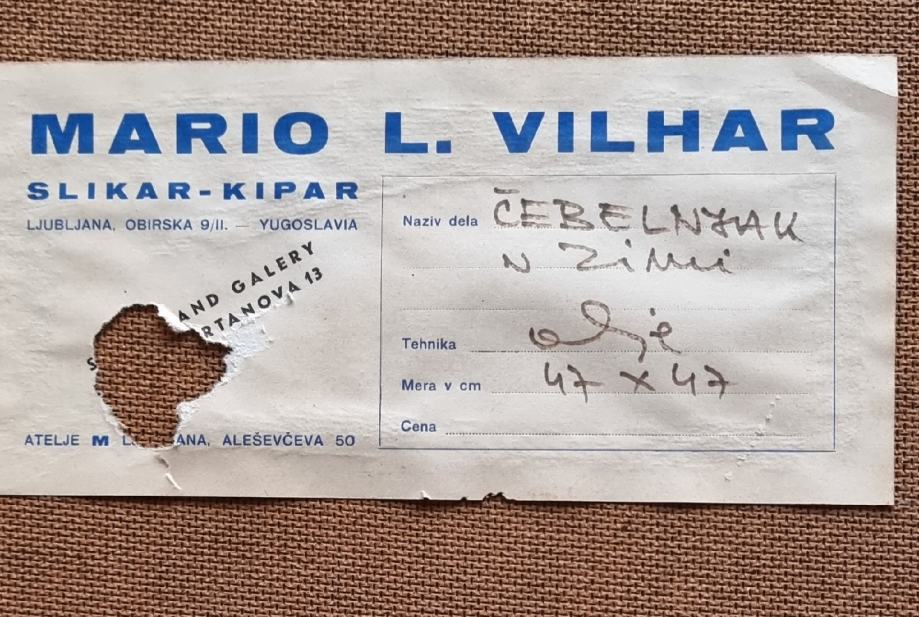 MARIO L. VILHAR
SLIKAR-KIPAR
LJUBLJANA, OBIRSKA 9/II. — YUGOSLAVIA
AND GALERY
RTANOVA 13
ATELJE M L ANA, ALEŠEVČEVA 50
Naziv dela ČEBELNJAK
v Zimi
Tehnika olje
Mera v cm 47 x 47
Cena